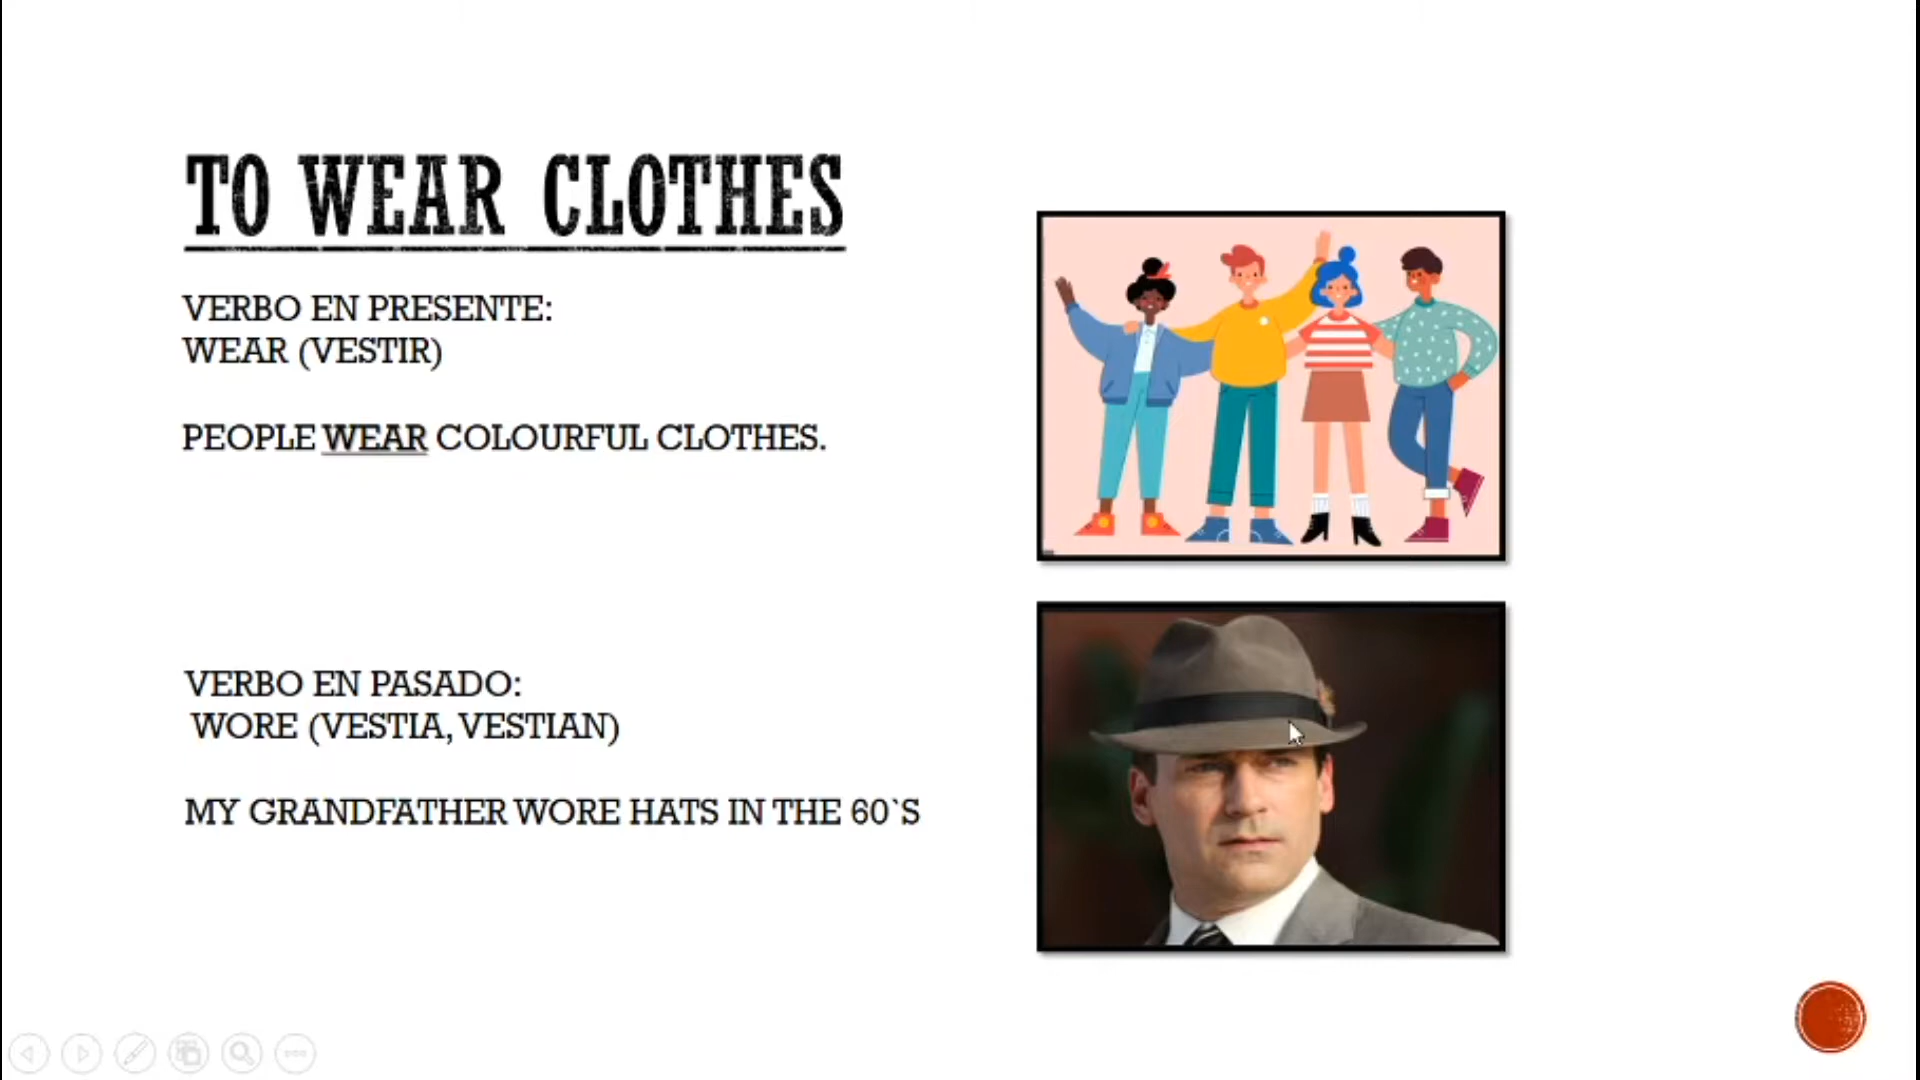 TO WEAR CLOTHES
VERBO EN PRESENTE:
WEAR (VESTIR)
PEOPLE WEAR COLOURFUL CLOTHES.
VERBO EN PASADO:
WORE (VESTIA, VESTIAN)
MY GRANDFATHER WORE HATS IN THE 60`S